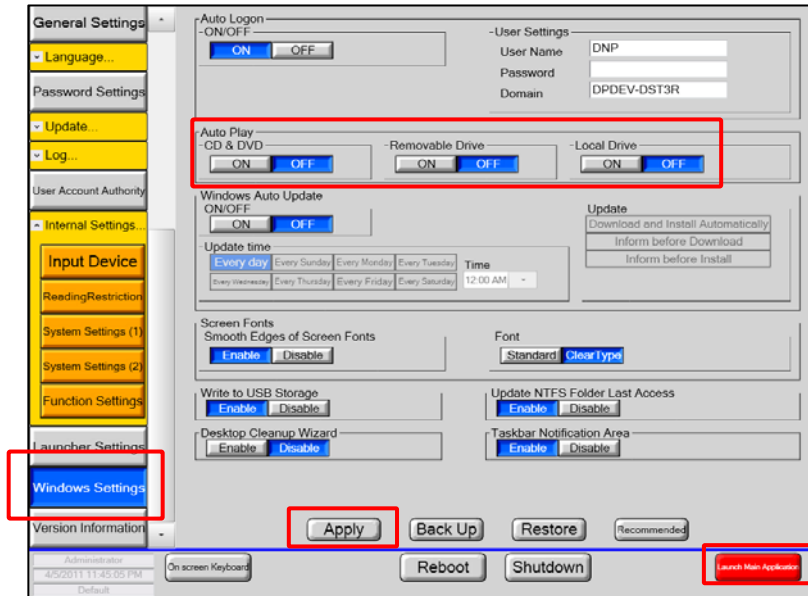 General Settings
Language...
Password Settings
Update...
Log...
User Account Authority
Internal Settings...
Input Device
ReadingRestriction
System Settings (1)
System Settings (2)
Function Settings
Launcher Settings
Windows Settings
Version Information
Auto Logon
ON/OFF
ON OFF
User Settings
User Name DNP
Password
Domain DPDEV-DST3R
Auto Play
CD & DVD Removable Drive Local Drive
ON OFF ON OFF ON OFF
Windows Auto Update
ON/OFF
ON OFF
Update time
Every day Every Sunday Every Monday Every Tuesday
Every Wednesday Every Thursday Every Friday Every Saturday
Time
12:00 AM
Update
Download and Install Automatically
Inform before Download
Inform before Install
Screen Fonts
Smooth Edges of Screen Fonts
Enable Disable
Font
Standard ClearType
Write to USB Storage
Enable Disable
Update NTFS Folder Last Access
Enable Disable
Desktop Cleanup Wizard
Enable Disable
Taskbar Notification Area
Enable Disable
Apply Back Up Restore Recommended
Administrator
4/5/2011 11:45:05 PM
Default
On screen Keyboard
Reboot Shutdown
Launch Main Application